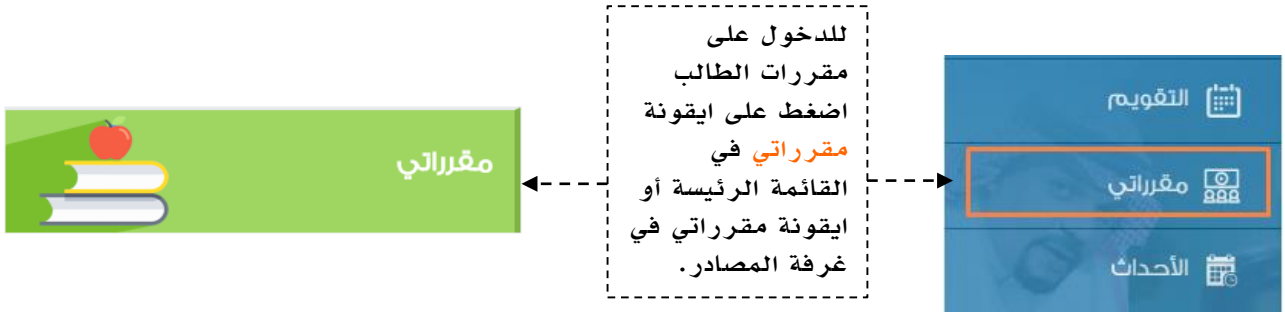 التقويم
مقرراتي
الأحداث
للدخول على
مقررات الطالب
اضغط على ايقونة
مقرراتي في
القائمة الرئيسة أو
ايقونة مقرراتي في
غرفة المصادر.
مقرراتي